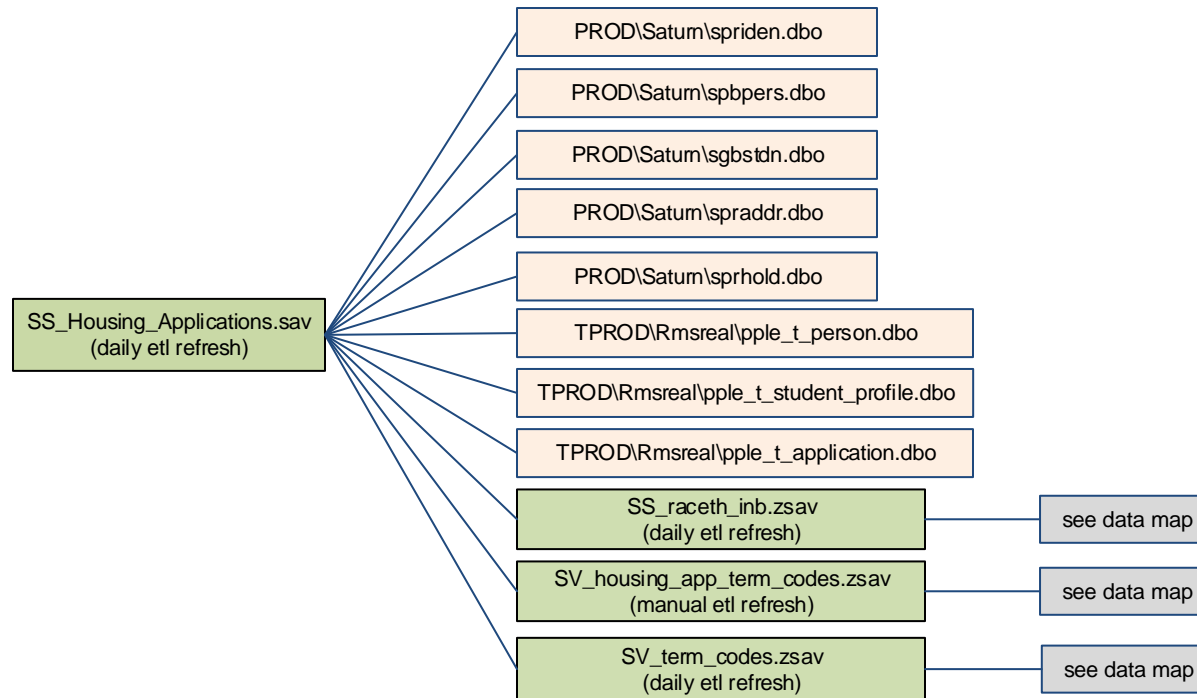 PROD\Saturn\spriden.dbo
PROD\Saturn\spbpers.dbo
PROD\Saturn\sgbstdn.dbo
PROD\Saturn\spraddr.dbo
PROD\Saturn\sprhold.dbo
SS_Housing_Applications.sav
(daily etl refresh)
TPROD\Rmsreal\pple_t_person.dbo
TPROD\Rmsreal\pple_t_student_profile.dbo
TPROD\Rmsreal\pple_t_application.dbo
SS_raceth_inb.zsav
(daily etl refresh)
see data map
SV_housing_app_term_codes.zsav
(manual etl refresh)
see data map
SV_term_codes.zsav
(daily etl refresh)
see data map